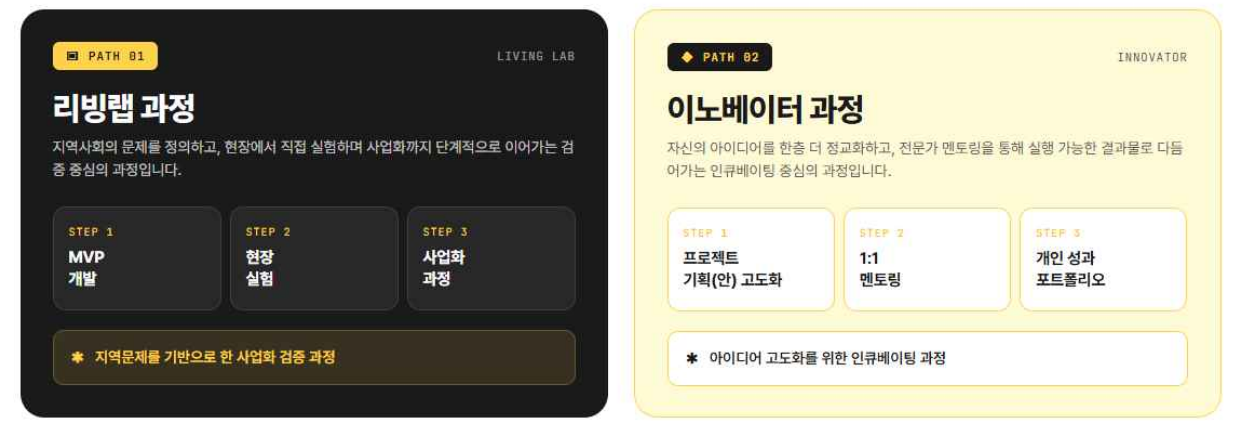 PATH 01
LIVING LAB
리빙랩 과정
지역사회의 문제를 정의하고, 현장에서 직접 실험하며 사업화까지 단계적으로 이어가는 검
증 중심의 과정입니다.
STEP 1
MVP
개발
STEP 2
현장
실험
STEP 3
사업화
과정
✱ 지역문제를 기반으로 한 사업화 검증 과정
◆ PATH 02
INNOVATOR
이노베이터 과정
자신의 아이디어를 한층 더 정교화하고, 전문가 멘토링을 통해 실행 가능한 결과물로 다듬
어가는 인큐베이팅 중심의 과정입니다.
STEP 1
프로젝트
기획(안) 고도화
STEP 2
1:1
멘토링
STEP 3
개인 성과
포트폴리오
✱ 아이디어 고도화를 위한 인큐베이팅 과정